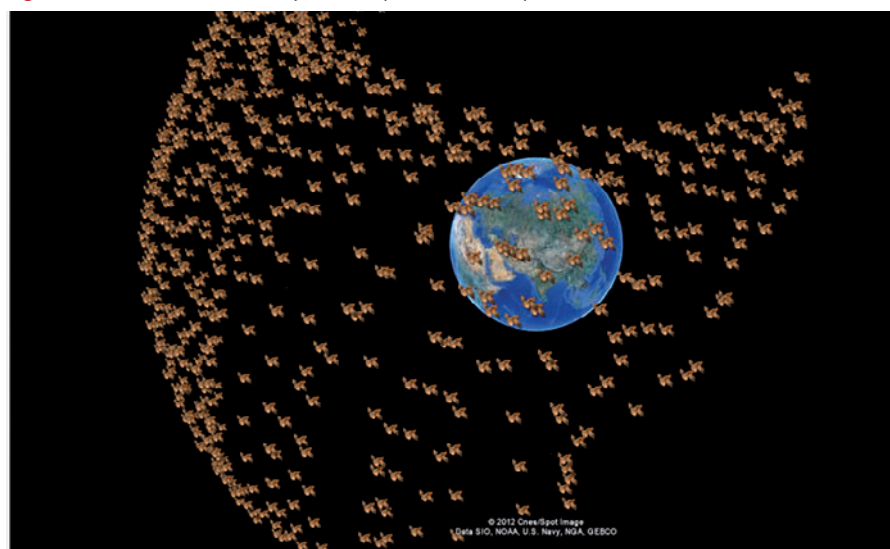 © 2012 Cnes/Spot Image
Data SIO, NOAA, U.S. Navy, NGA, GEBCO